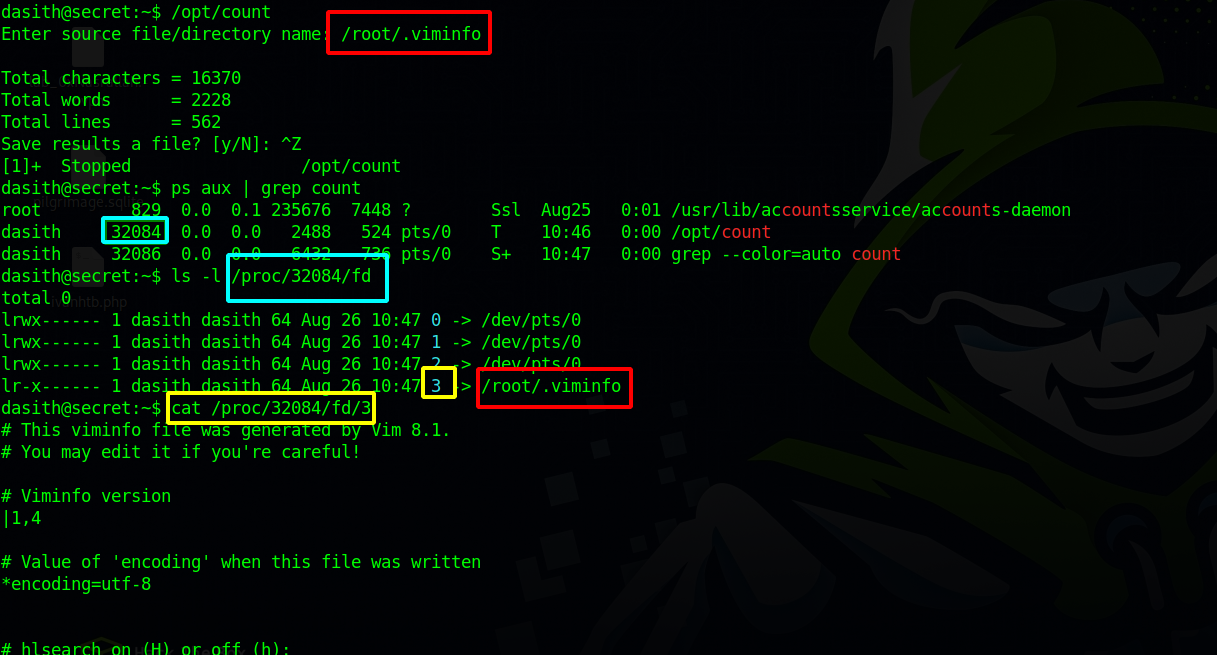 dasith@secret:~$ /opt/count
Enter source file/directory name: /root/.viminfo
Total characters = 16370
Total words      = 2228
Total lines      = 562
Save results a file? [y/N]: ^Z
[1]+  Stopped                 /opt/count
dasith@secret:~$ ps aux | grep count
root         829  0.0  0.1 235676  7448 ?        Ssl  Aug25   0:01 /usr/lib/accountsservice/accounts-daemon
dasith     32084  0.0  0.0   2488   524 pts/0    T    10:46   0:00 /opt/count
dasith     32086  0.0  0.0   6432   736 pts/0    S+   10:47   0:00 grep --color=auto count
dasith@secret:~$ ls -l /proc/32084/fd
total 0
lrwx------ 1 dasith dasith 64 Aug 26 10:47 0 -> /dev/pts/0
lrwx------ 1 dasith dasith 64 Aug 26 10:47 1 -> /dev/pts/0
lrwx------ 1 dasith dasith 64 Aug 26 10:47 2 -> /dev/pts/0
lr-x------ 1 dasith dasith 64 Aug 26 10:47 3 -> /root/.viminfo
dasith@secret:~$ cat /proc/32084/fd/3
# This viminfo file was generated by Vim 8.1.
# You may edit it if you're careful!
# Viminfo version
|1,4
# Value of 'encoding' when this file was written
*encoding=utf-8
# hlsearch on (H) or off (h):